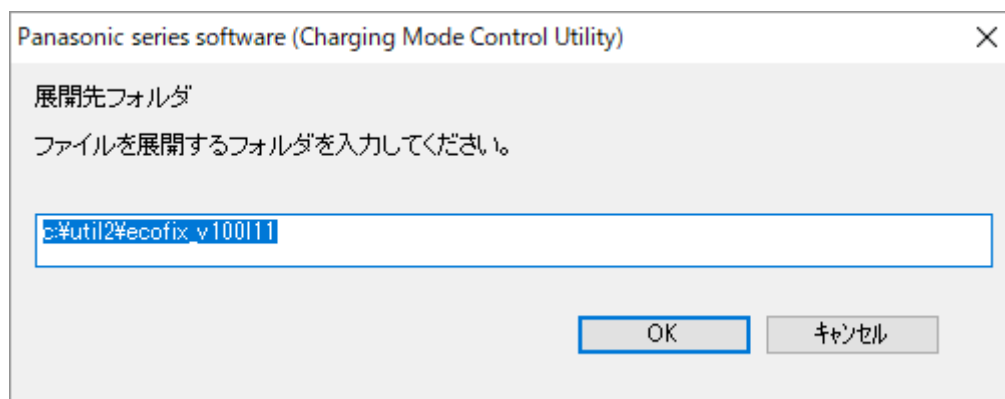 Panasonic series software (Charging Mode Control Utility)
展開先フォルダ
ファイルを展開するフォルダを入力してください。
c:¥util2¥ecofix_v100l11
OK
キャンセル